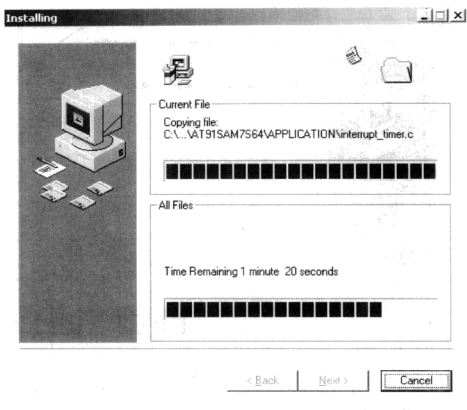 Installing
Current File
Copying file:
C:\...\AT91SAM7S64\APPLICATION\interrupt_timer.c
All Files
Time Remaining 1 minute 20 seconds
< Back
Next >
Cancel